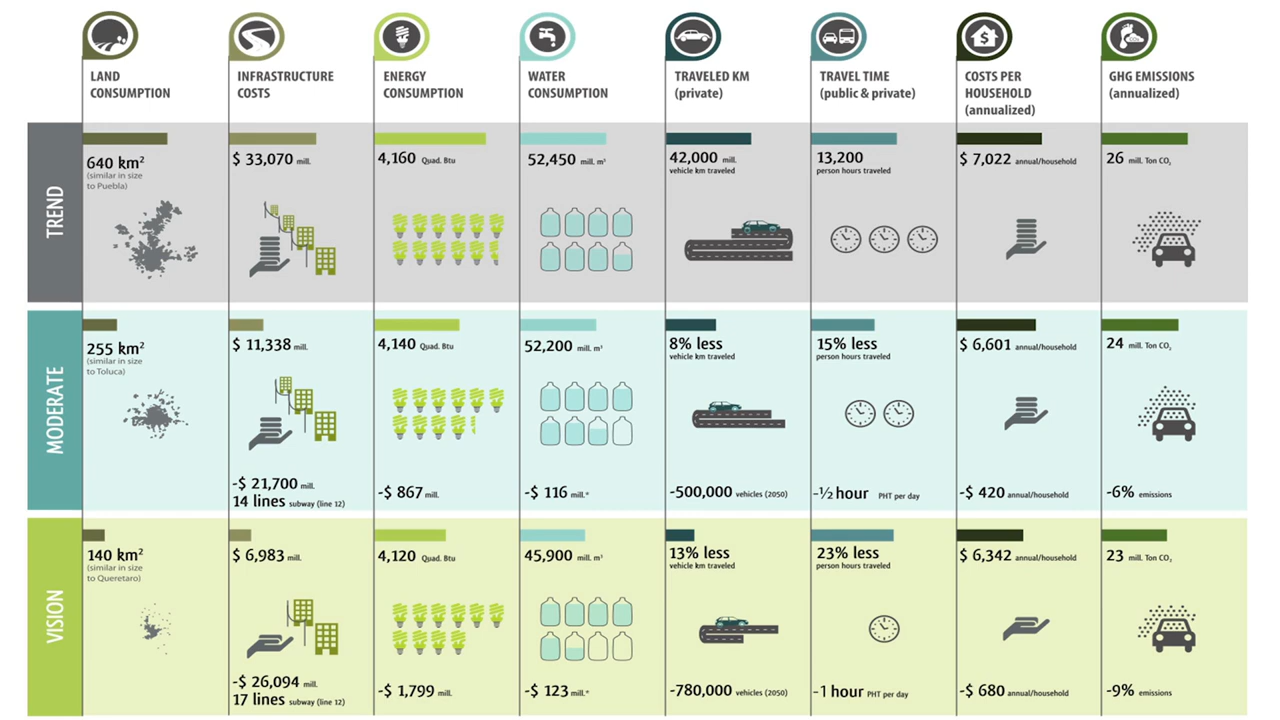 LAND
CONSUMPTION
INFRASTRUCTURE
COSTS
ENERGY
CONSUMPTION
WATER
CONSUMPTION
TRAVELED KM
(private)
TRAVEL TIME
(public & private)
COSTS PER
HOUSEHOLD
(annualized)
GHG EMISSIONS
(annualized)
TREND
640 km²
(similar in size
to Puebla)
$ 33,070 mill.
4,160 Quad. Btu
52,450 mill. m³
42,000 mill.
vehicle km traveled
13,200
person hours traveled
$ 7,022 annual/household
26 mill. Ton CO₂
MODERATE
255 km²
(similar in size
to Toluca)
$ 11,338 mill.
4,140 Quad. Btu
52,200 mill. m³
8% less
vehicle km traveled
15% less
person hours traveled
$ 6,601 annual/household
24 mill. Ton CO₂
-$ 21,700 mill.
14 lines subway (line 12)
-$ 867 mill.
-$ 116 mill.*
-500,000 vehicles (2050)
-½ hour PHT per day
-$ 420 annual/household
-6% emissions
VISION
140 km²
(similar in size
to Queretaro)
$ 6,983 mill.
4,120 Quad. Btu
45,900 mill. m³
13% less
vehicle km traveled
23% less
person hours traveled
$ 6,342 annual/household
23 mill. Ton CO₂
-$ 26,094 mill.
17 lines subway (line 12)
-$ 1,799 mill.
-$ 123 mill.*
-780,000 vehicles (2050)
-1 hour PHT per day
-$ 680 annual/household
-9% emissions